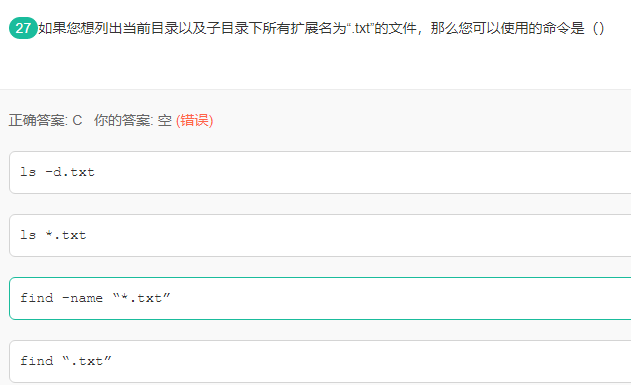 27 如果您想列出当前目录以及子目录下所有扩展名为“.txt”的文件，那么您可以使用的命令是（）
正确答案: C 你的答案: 空 (错误)
ls -d.txt
ls *.txt
find -name “*.txt”
find “.txt”